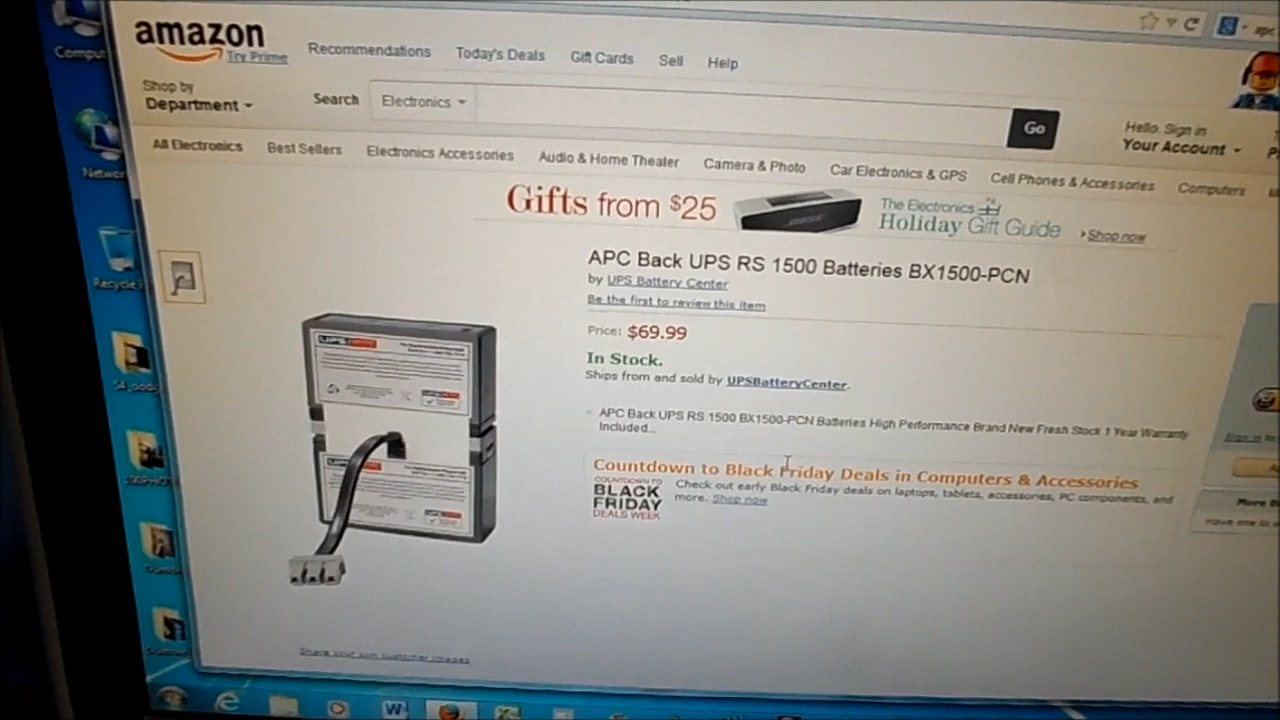 amazon
Try Prime
Recommendations Today's Deals Gift Cards Sell Help
Shop by
Department
Search Electronics Go
Hello. Sign in
Your Account
All Electronics Best Sellers Electronics Accessories Audio & Home Theater Camera & Photo Car Electronics & GPS Cell Phones & Accessories Computers
Gifts from $25 BOSE The Electronics Holiday Gift Guide Shop now
APC Back UPS RS 1500 Batteries BX1500-PCN
by UPS Battery Center
Be the first to review this item
Price: $69.99
In Stock.
Ships from and sold by UPSBatteryCenter.
APC Back UPS RS 1500 BX1500-PCN Batteries High Performance Brand New Fresh Stock 1 Year Warranty
Included...
Countdown to Black Friday Deals in Computers & Accessories
COUNTDOWN TO
BLACK
FRIDAY
DEALS WEEK
Check out early Black Friday deals on laptops, tablets, accessories, PC components, and
more. Shop now
Share your own customer images